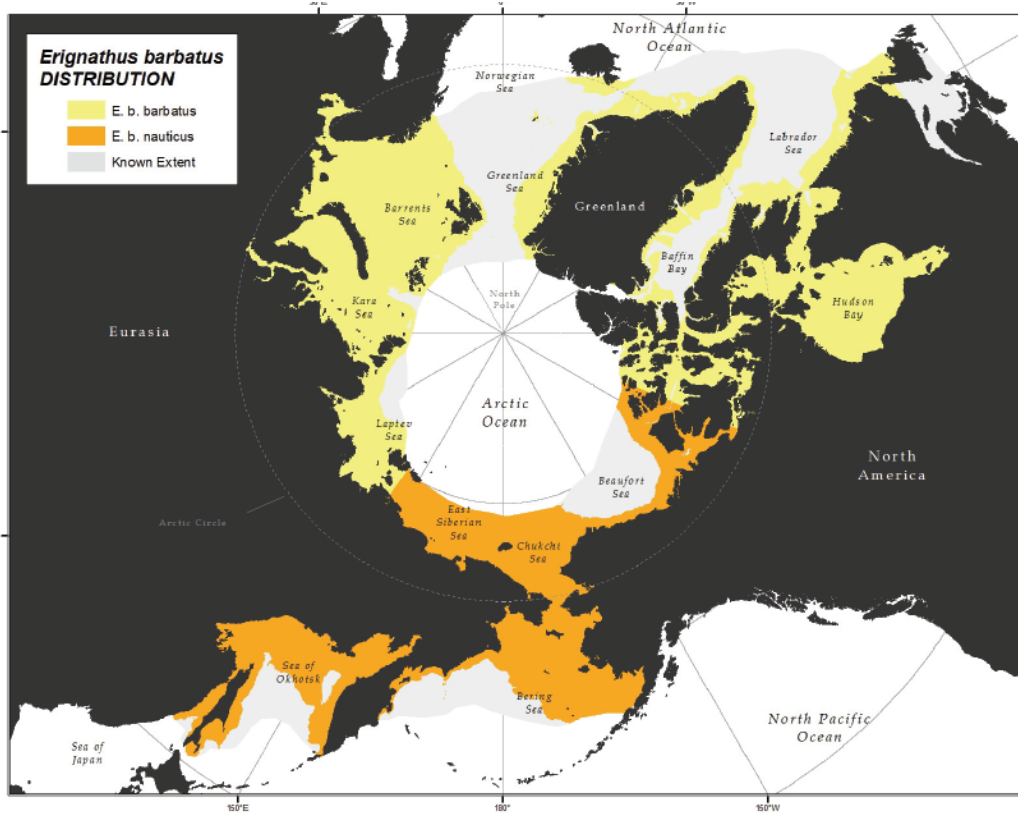 North Atlantic
Ocean
Erignathus barbatus
DISTRIBUTION
E. b. barbatus
E. b. nauticus
Known Extent
Norwegian
Sea
Labrador
Sea
Greenland
Sea
Barrents
Sea
Greenland
Baffin
Bay
North
Pole
Kara
Sea
Hudson
Bay
Eurasia
Arctic
Ocean
Laptev
Sea
North
America
Beaufort
Sea
East
Siberian
Sea
Arctic Circle
Chukchi
Sea
Sea of
Okhotsk
Bering
Sea
North Pacific
Ocean
Sea of
Japan
150°E
180°
150°W